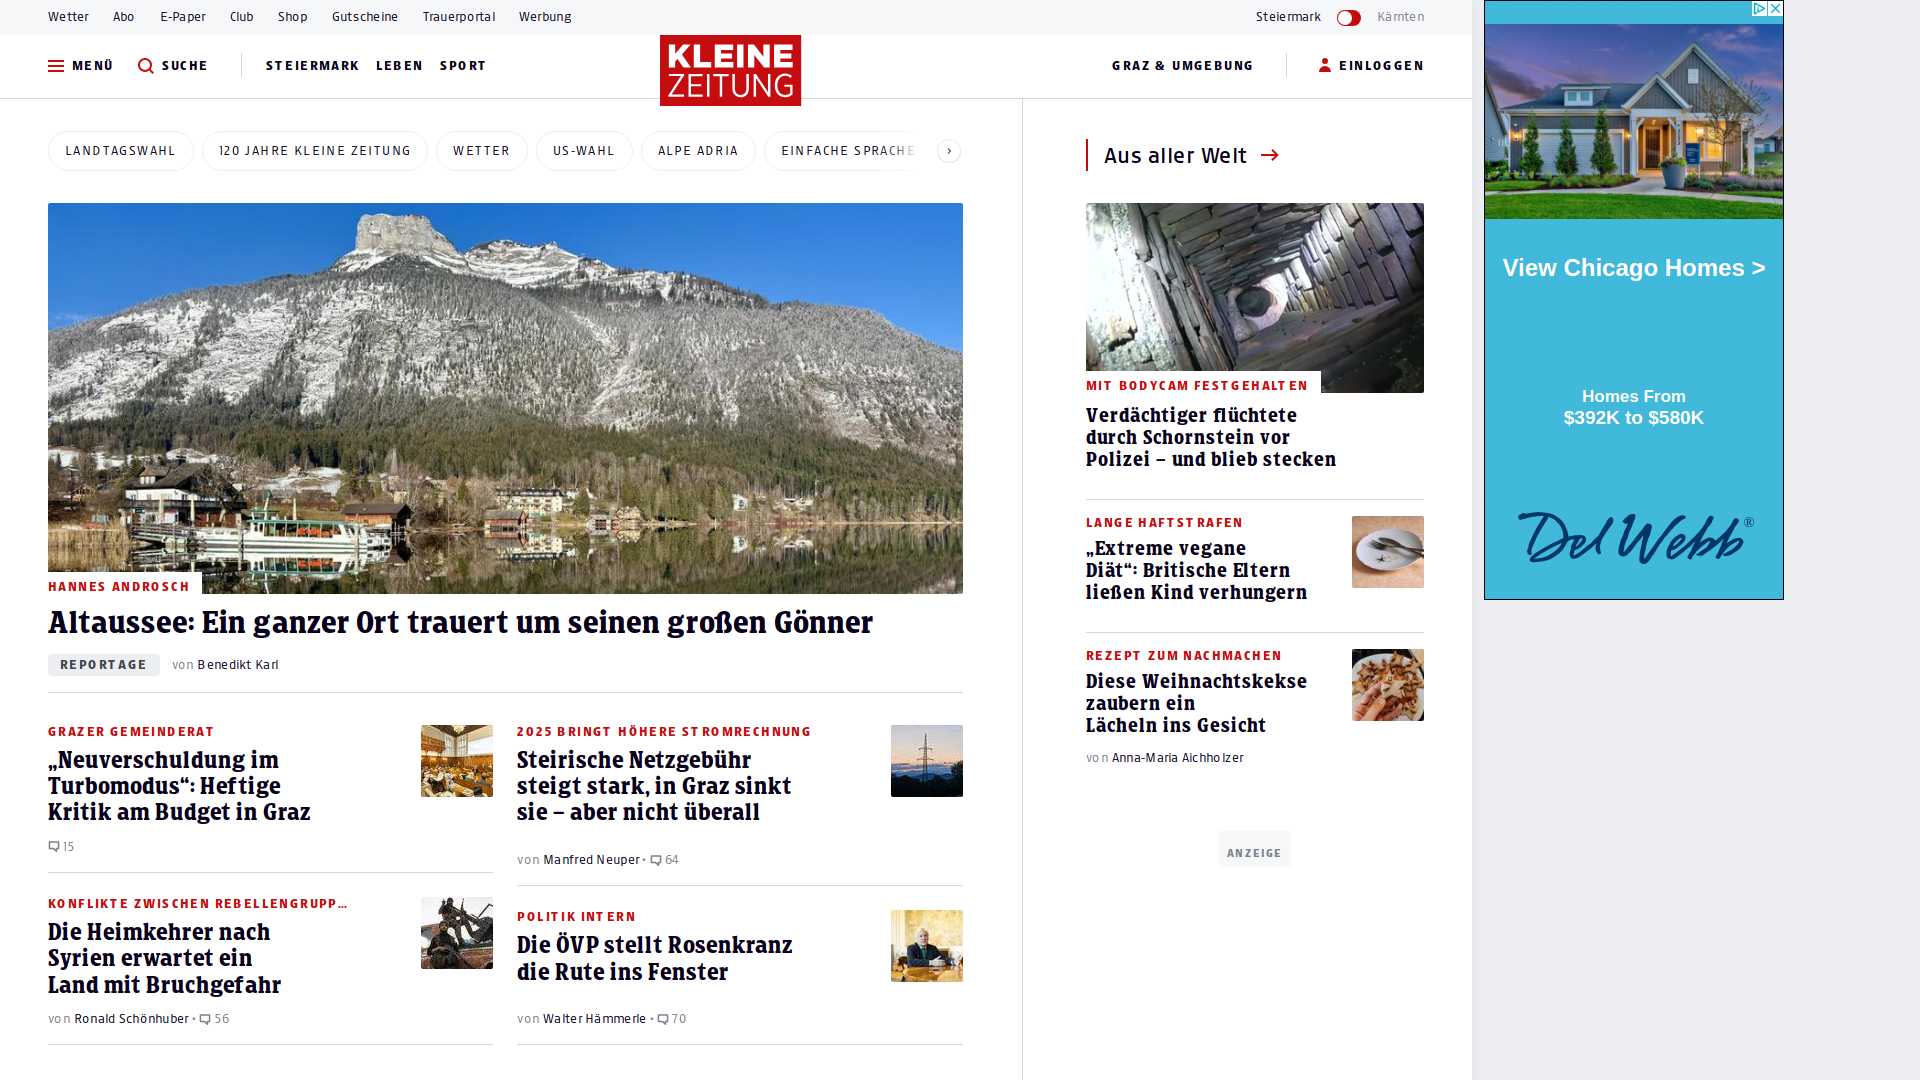 Wetter Abo E-Paper Club Shop Gutscheine Trauerportal Werbung
Steiermark Kärnten
MENÜ SUCHE STEIERMARK LEBEN SPORT
KLEINE
ZEITUNG
GRAZ & UMGEBUNG EINLOGGEN
LANDTAGSWAHL 120 JAHRE KLEINE ZEITUNG WETTER US-WAHL ALPE ADRIA EINFACHE SPRACHE
HANNES ANDROSCH
Altaussee: Ein ganzer Ort trauert um seinen großen Gönner
REPORTAGE von Benedikt Karl
GRAZER GEMEINDERAT
„Neuverschuldung im
Turbomodus“: Heftige
Kritik am Budget in Graz
15
KONFLIKTE ZWISCHEN REBELLENGRUPP...
Die Heimkehrer nach
Syrien erwartet ein
Land mit Bruchgefahr
von Ronald Schönhuber • 56
2025 BRINGT HÖHERE STROMRECHNUNG
Steirische Netzgebühr
steigt stark, in Graz sinkt
sie – aber nicht überall
von Manfred Neuper • 64
POLITIK INTERN
Die ÖVP stellt Rosenkranz
die Rute ins Fenster
von Walter Hämmerle • 70
Aus aller Welt
MIT BODYCAM FESTGEHALTEN
Verdächtiger flüchtete
durch Schornstein vor
Polizei – und blieb stecken
LANGE HAFTSTRAFEN
„Extreme vegane
Diät“: Britische Eltern
ließen Kind verhungern
REZEPT ZUM NACHMACHEN
Diese Weihnachtskekse
zaubern ein
Lächeln ins Gesicht
von Anna-Maria Aichholzer
ANZEIGE
View Chicago Homes >
Homes From
$392K to $580K
Del Webb®